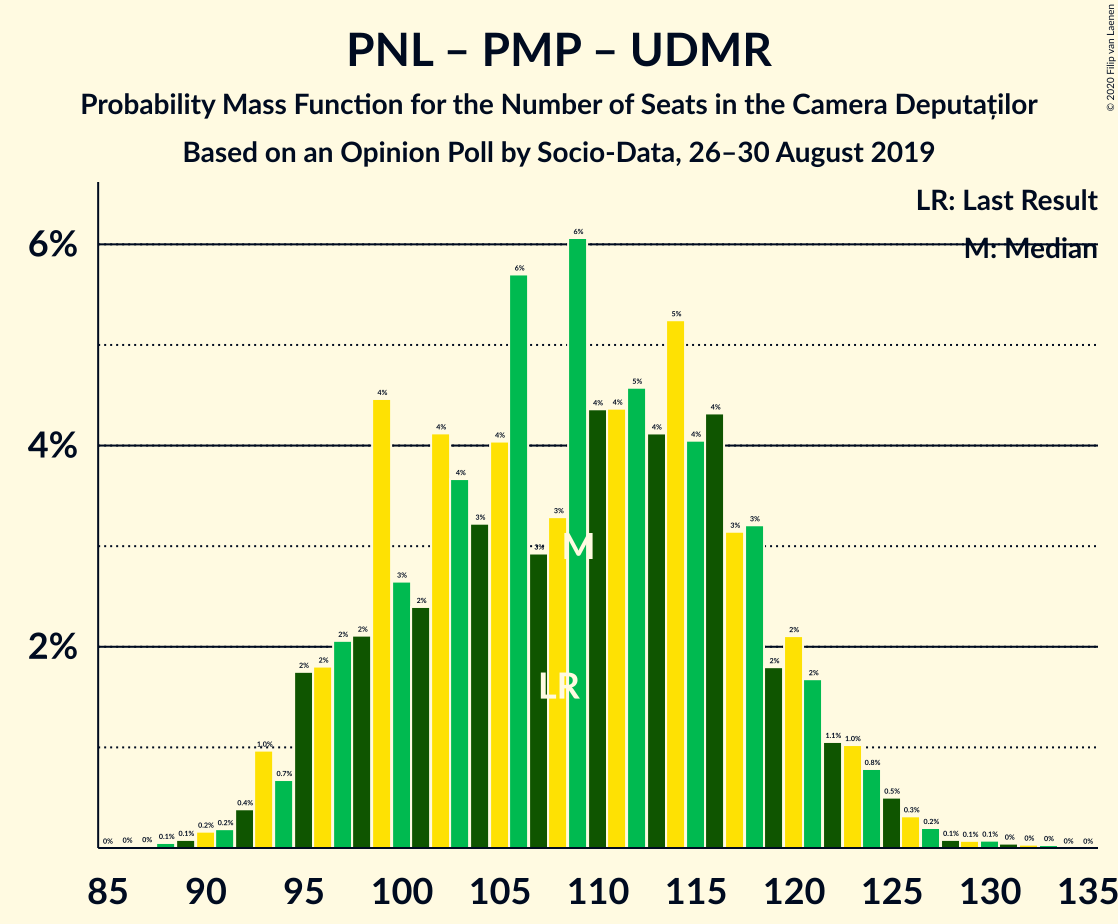 © 2020 Filip van Laenen
PNL – PMP – UDMR
Probability Mass Function for the Number of Seats in the Camera Deputaților
Based on an Opinion Poll by Socio-Data, 26–30 August 2019
LR: Last Result
M: Median
6%
4%
2%
0% 0% 0% 0.1% 0.1% 0.2% 0.2% 0.4% 1.0% 0.7% 2% 2% 2% 2% 4% 3% 2% 4% 4% 3% 4% 6% 3% 3% 6% 4% 4% 5% 4% 5% 4% 4% 3% 3% 2% 2% 2% 1.1% 1.0% 0.8% 0.5% 0.3% 0.2% 0.1% 0.1% 0.1% 0% 0% 0% 0% 0%
M
LR
85 90 95 100 105 110 115 120 125 130 135